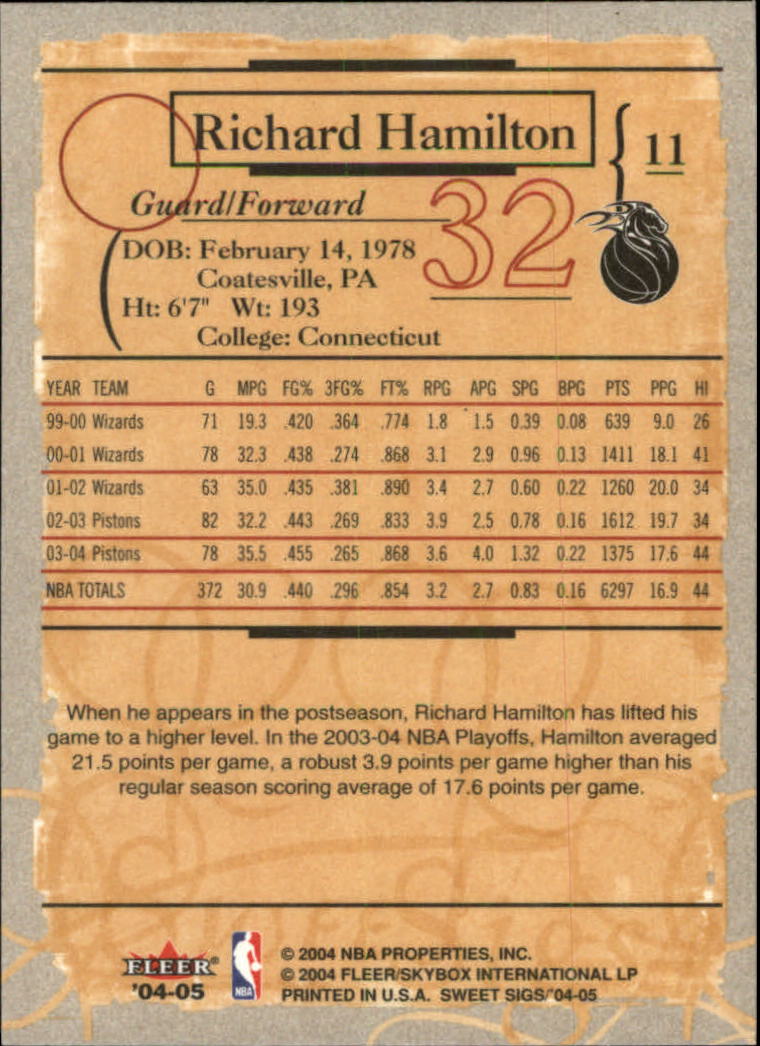 Richard Hamilton
11
Guard/Forward
32
DOB: February 14, 1978
Coatesville, PA
Ht: 6'7" Wt: 193
College: Connecticut
YEAR TEAM G MPG FG% 3FG% FT% RPG APG SPG BPG PTS PPG HI
99-00 Wizards 71 19.3 .420 .364 .774 1.8 1.5 0.39 0.08 639 9.0 26
00-01 Wizards 78 32.3 .438 .274 .868 3.1 2.9 0.96 0.13 1411 18.1 41
01-02 Wizards 63 35.0 .435 .381 .890 3.4 2.7 0.60 0.22 1260 20.0 34
02-03 Pistons 82 32.2 .443 .269 .833 3.9 2.5 0.78 0.16 1612 19.7 34
03-04 Pistons 78 35.5 .455 .265 .868 3.6 4.0 1.32 0.22 1375 17.6 44
NBA TOTALS 372 30.9 .440 .296 .854 3.2 2.7 0.83 0.16 6297 16.9 44
When he appears in the postseason, Richard Hamilton has lifted his
game to a higher level. In the 2003-04 NBA Playoffs, Hamilton averaged
21.5 points per game, a robust 3.9 points per game higher than his
regular season scoring average of 17.6 points per game.
FLEER®
'04-05
NBA
© 2004 NBA PROPERTIES, INC.
© 2004 FLEER/SKYBOX INTERNATIONAL LP
PRINTED IN U.S.A. SWEET SIGS/'04-05